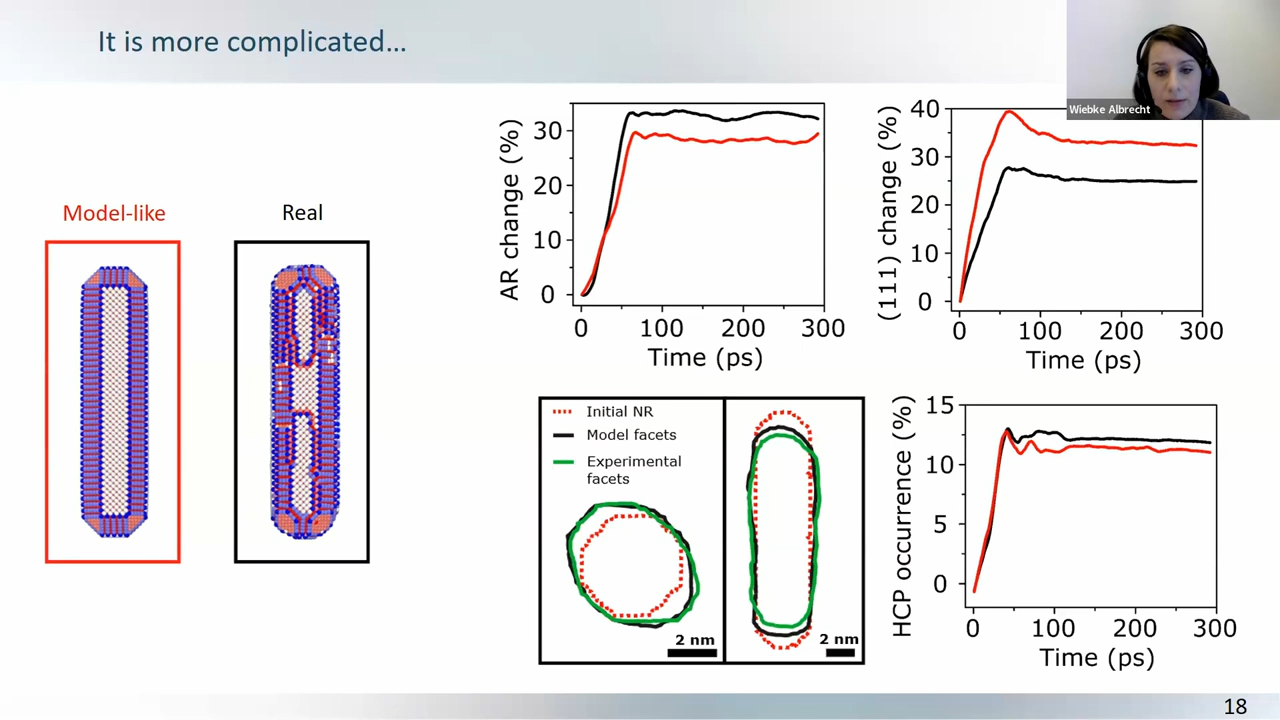 It is more complicated...
Wiebke Albrecht
Model-like
Real
AR change (%)
30
20
10
0
0 100 200 300
Time (ps)
(111) change (%)
40
30
20
10
0
0 100 200 300
Time (ps)
Initial NR
Model facets
Experimental
facets
2 nm
2 nm
HCP occurrence (%)
15
10
5
0
0 100 200 300
Time (ps)
18